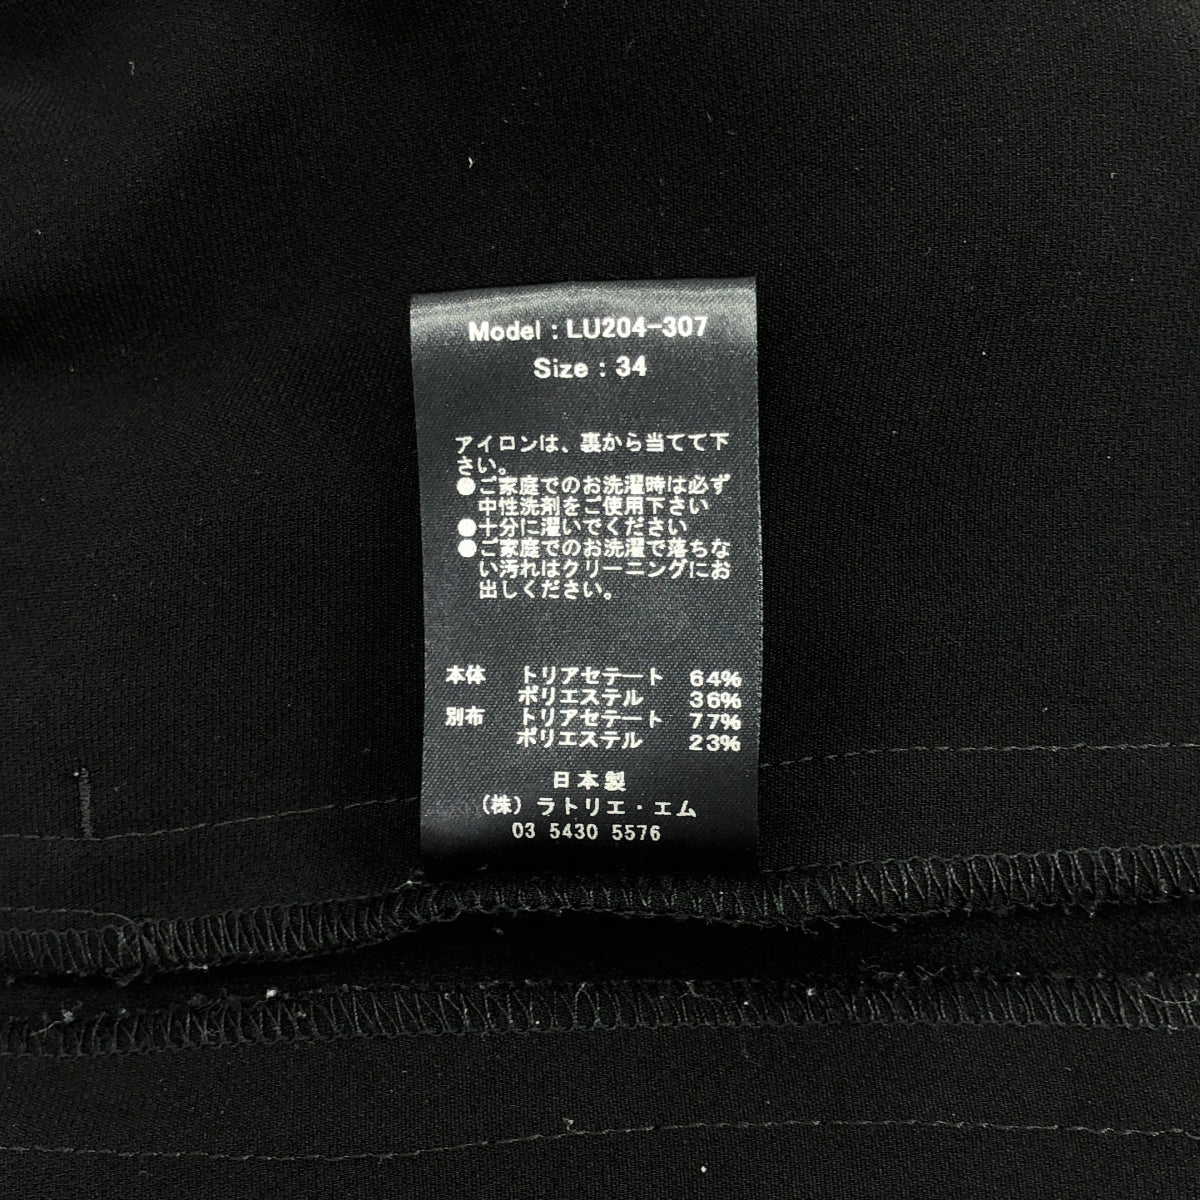 Model : LU204-307
Size : 34
アイロンは、裏から当てて下
さい。
●ご家庭でのお洗濯時は必ず
中性洗剤をご使用下さい
●十分に濯いでください
●ご家庭でのお洗濯で落ちな
い汚れはクリーニングにお
出しください。
本体 トリアセテート 64%
ポリエステル 36%
別布 トリアセテート 77%
ポリエステル 23%
日本製
(株) ラトリエ・エム
03 5430 5576